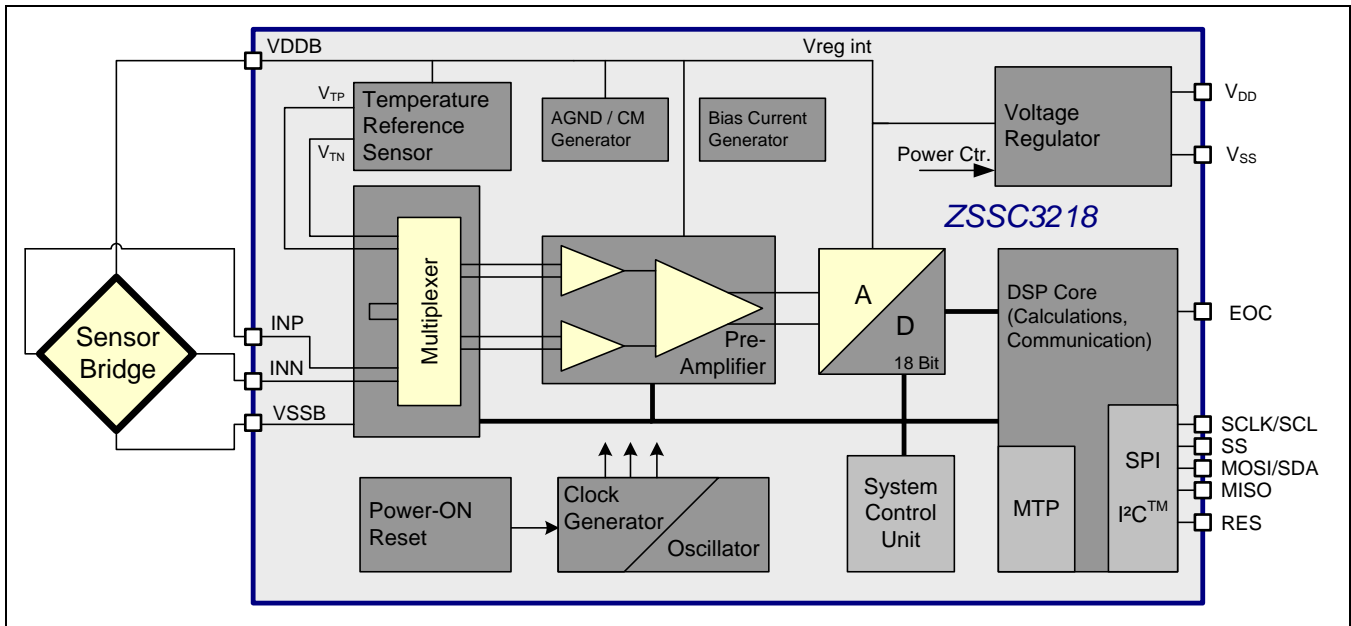 VDDB
Vreg int
VTP
VTN
Temperature
Reference
Sensor
AGND / CM
Generator
Bias Current
Generator
Voltage
Regulator
Power Ctr.
VDD
VSS
ZSSC3218
Sensor
Bridge
INP
INN
VSSB
Multiplexer
Pre-
Amplifier
A
D
18 Bit
DSP Core
(Calculations,
Communication)
EOC
SCLK/SCL
SS
MOSI/SDA
MISO
RES
SPI
I²C™
MTP
Power-ON
Reset
Clock
Generator
Oscillator
System
Control
Unit